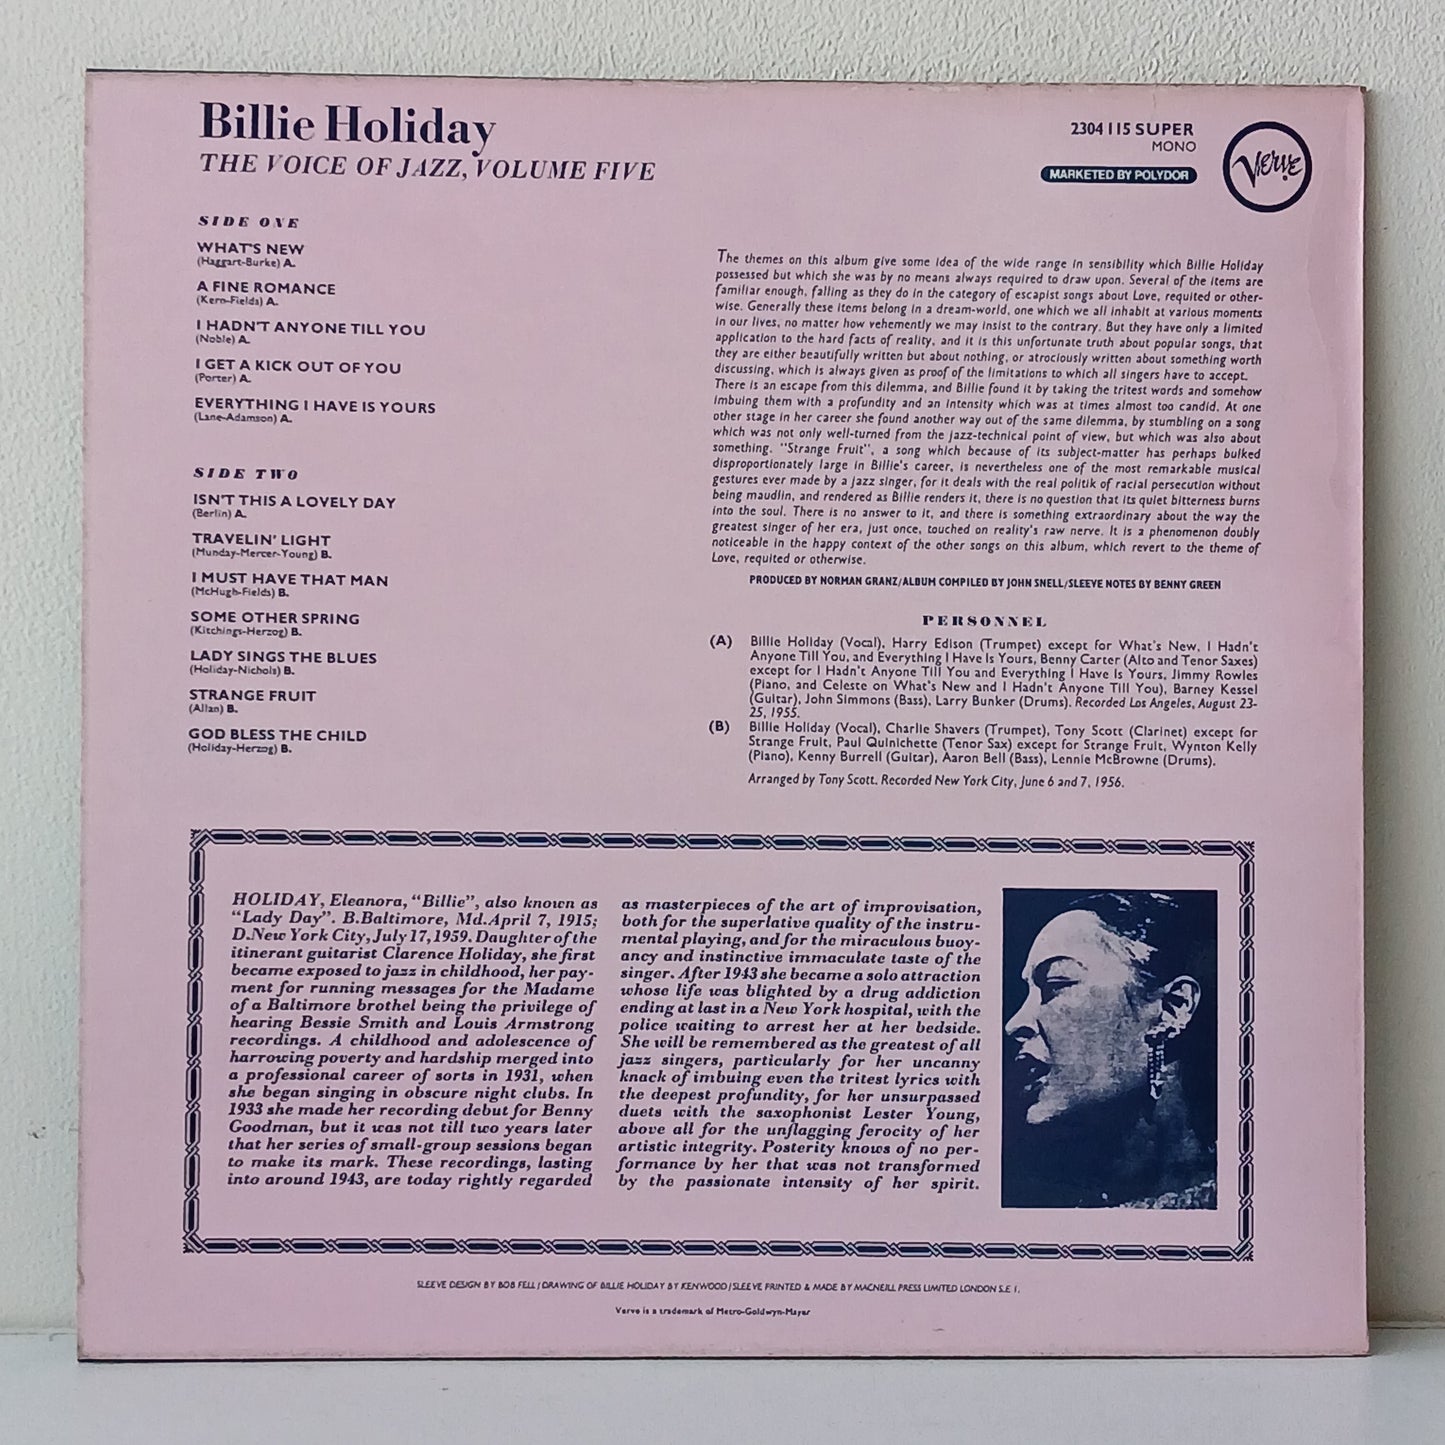 Billie Holiday
THE VOICE OF JAZZ, VOLUME FIVE
2304 115 SUPER
MONO
MARKETED BY POLYDOR
Verve
SIDE ONE
WHAT'S NEW
(Haggart-Burke) A.
A FINE ROMANCE
(Kern-Fields) A.
I HADN'T ANYONE TILL YOU
(Noble) A.
I GET A KICK OUT OF YOU
(Porter) A.
EVERYTHING I HAVE IS YOURS
(Lane-Adamson) A.
SIDE TWO
ISN'T THIS A LOVELY DAY
(Berlin) A.
TRAVELIN' LIGHT
(Munday-Mercer-Young) B.
I MUST HAVE THAT MAN
(McHugh-Fields) B.
SOME OTHER SPRING
(Kitchings-Herzog) B.
LADY SINGS THE BLUES
(Holiday-Nichols) B.
STRANGE FRUIT
(Allan) B.
GOD BLESS THE CHILD
(Holiday-Herzog) B.
The themes on this album give some idea of the wide range in sensibility which Billie Holiday
possessed but which she was by no means always required to draw upon. Several of the items are
familiar enough, falling as they do in the category of escapist songs about Love, requited or other-
wise. Generally these items belong in a dream-world, one which we all inhabit at various moments
in our lives, no matter how vehemently we may insist to the contrary. But they have only a limited
application to the hard facts of reality, and it is this unfortunate truth about popular songs, that
they are either beautifully written but about nothing, or atrociously written about something worth
discussing, which is always given as proof of the limitations to which all singers have to accept.
There is an escape from this dilemma, and Billie found it by taking the tritest words and somehow
imbuing them with a profundity and an intensity which was at times almost too candid. At one
other stage in her career she found another way out of the same dilemma, by stumbling on a song
which was not only well-turned from the jazz-technical point of view, but which was also about
something. "Strange Fruit", a song which because of its subject-matter has perhaps bulked
disproportionately large in Billie's career, is nevertheless one of the most remarkable musical
gestures ever made by a jazz singer, for it deals with the real politik of racial persecution without
being maudlin, and rendered as Billie renders it, there is no question that its quiet bitterness burns
into the soul. There is no answer to it, and there is something extraordinary about the way the
greatest singer of her era, just once, touched on reality's raw nerve. It is a phenomenon doubly
noticeable in the happy context of the other songs on this album, which revert to the theme of
Love, requited or otherwise.
PRODUCED BY NORMAN GRANZ/ALBUM COMPILED BY JOHN SNELL/SLEEVE NOTES BY BENNY GREEN
PERSONNEL
(A) Billie Holiday (Vocal), Harry Edison (Trumpet) except for What's New, I Hadn't
Anyone Till You, and Everything I Have Is Yours, Benny Carter (Alto and Tenor Saxes)
except for I Hadn't Anyone Till You and Everything I Have Is Yours, Jimmy Rowles
(Piano, and Celeste on What's New and I Hadn't Anyone Till You), Barney Kessel
(Guitar), John Simmons (Bass), Larry Bunker (Drums). Recorded Los Angeles, August 23-
25, 1955.
(B) Billie Holiday (Vocal), Charlie Shavers (Trumpet), Tony Scott (Clarinet) except for
Strange Fruit, Paul Quinichette (Tenor Sax) except for Strange Fruit, Wynton Kelly
(Piano), Kenny Burrell (Guitar), Aaron Bell (Bass), Lennie McBrowne (Drums).
Arranged by Tony Scott. Recorded New York City, June 6 and 7, 1956.
HOLIDAY, Eleanora, "Billie", also known as
"Lady Day". B.Baltimore, Md.April 7, 1915;
D.New York City, July 17, 1959. Daughter of the
itinerant guitarist Clarence Holiday, she first
became exposed to jazz in childhood, her pay-
ment for running messages for the Madame
of a Baltimore brothel being the privilege of
hearing Bessie Smith and Louis Armstrong
recordings. A childhood and adolescence of
harrowing poverty and hardship merged into
a professional career of sorts in 1931, when
she began singing in obscure night clubs. In
1933 she made her recording debut for Benny
Goodman, but it was not till two years later
that her series of small-group sessions began
to make its mark. These recordings, lasting
into around 1943, are today rightly regarded
as masterpieces of the art of improvisation,
both for the superlative quality of the instru-
mental playing, and for the miraculous buoy-
ancy and instinctive immaculate taste of the
singer. After 1943 she became a solo attraction
whose life was blighted by a drug addiction
ending at last in a New York hospital, with the
police waiting to arrest her at her bedside.
She will be remembered as the greatest of all
jazz singers, particularly for her uncanny
knack of imbuing even the tritest lyrics with
the deepest profundity, for her unsurpassed
duets with the saxophonist Lester Young,
above all for the unflagging ferocity of her
artistic integrity. Posterity knows of no per-
formance by her that was not transformed
by the passionate intensity of her spirit.
SLEEVE DESIGN BY BOB FELL/DRAWING OF BILLIE HOLIDAY BY KENWOOD/SLEEVE PRINTED & MADE BY MACNEILL PRESS LIMITED LONDON S.E 1.
Verve is a trademark of Metro-Goldwyn-Mayer